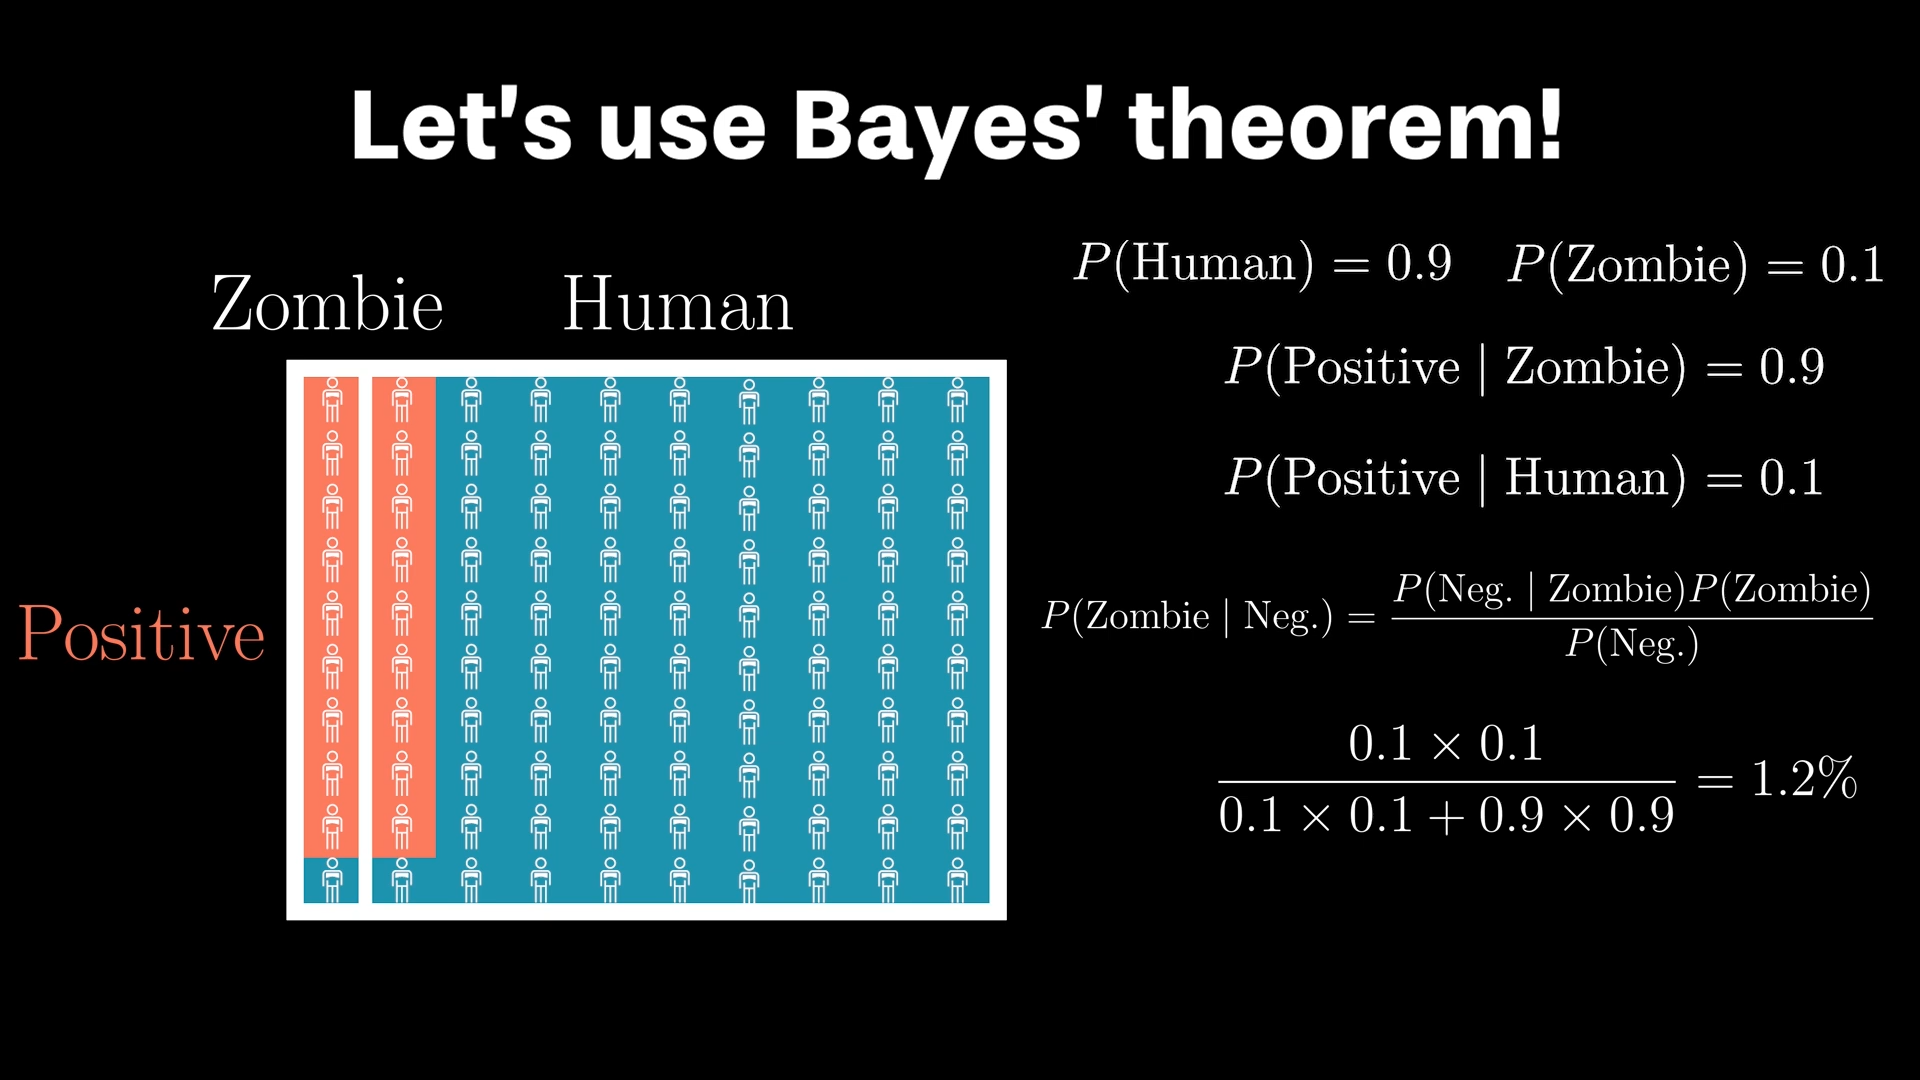 Let's use Bayes' theorem!
Zombie Human
Positive
P(Human) = 0.9 P(Zombie) = 0.1
P(Positive | Zombie) = 0.9
P(Positive | Human) = 0.1
P(Zombie | Neg.) = P(Neg. | Zombie)P(Zombie)
P(Neg.)
0.1 × 0.1
0.1 × 0.1 + 0.9 × 0.9 = 1.2%